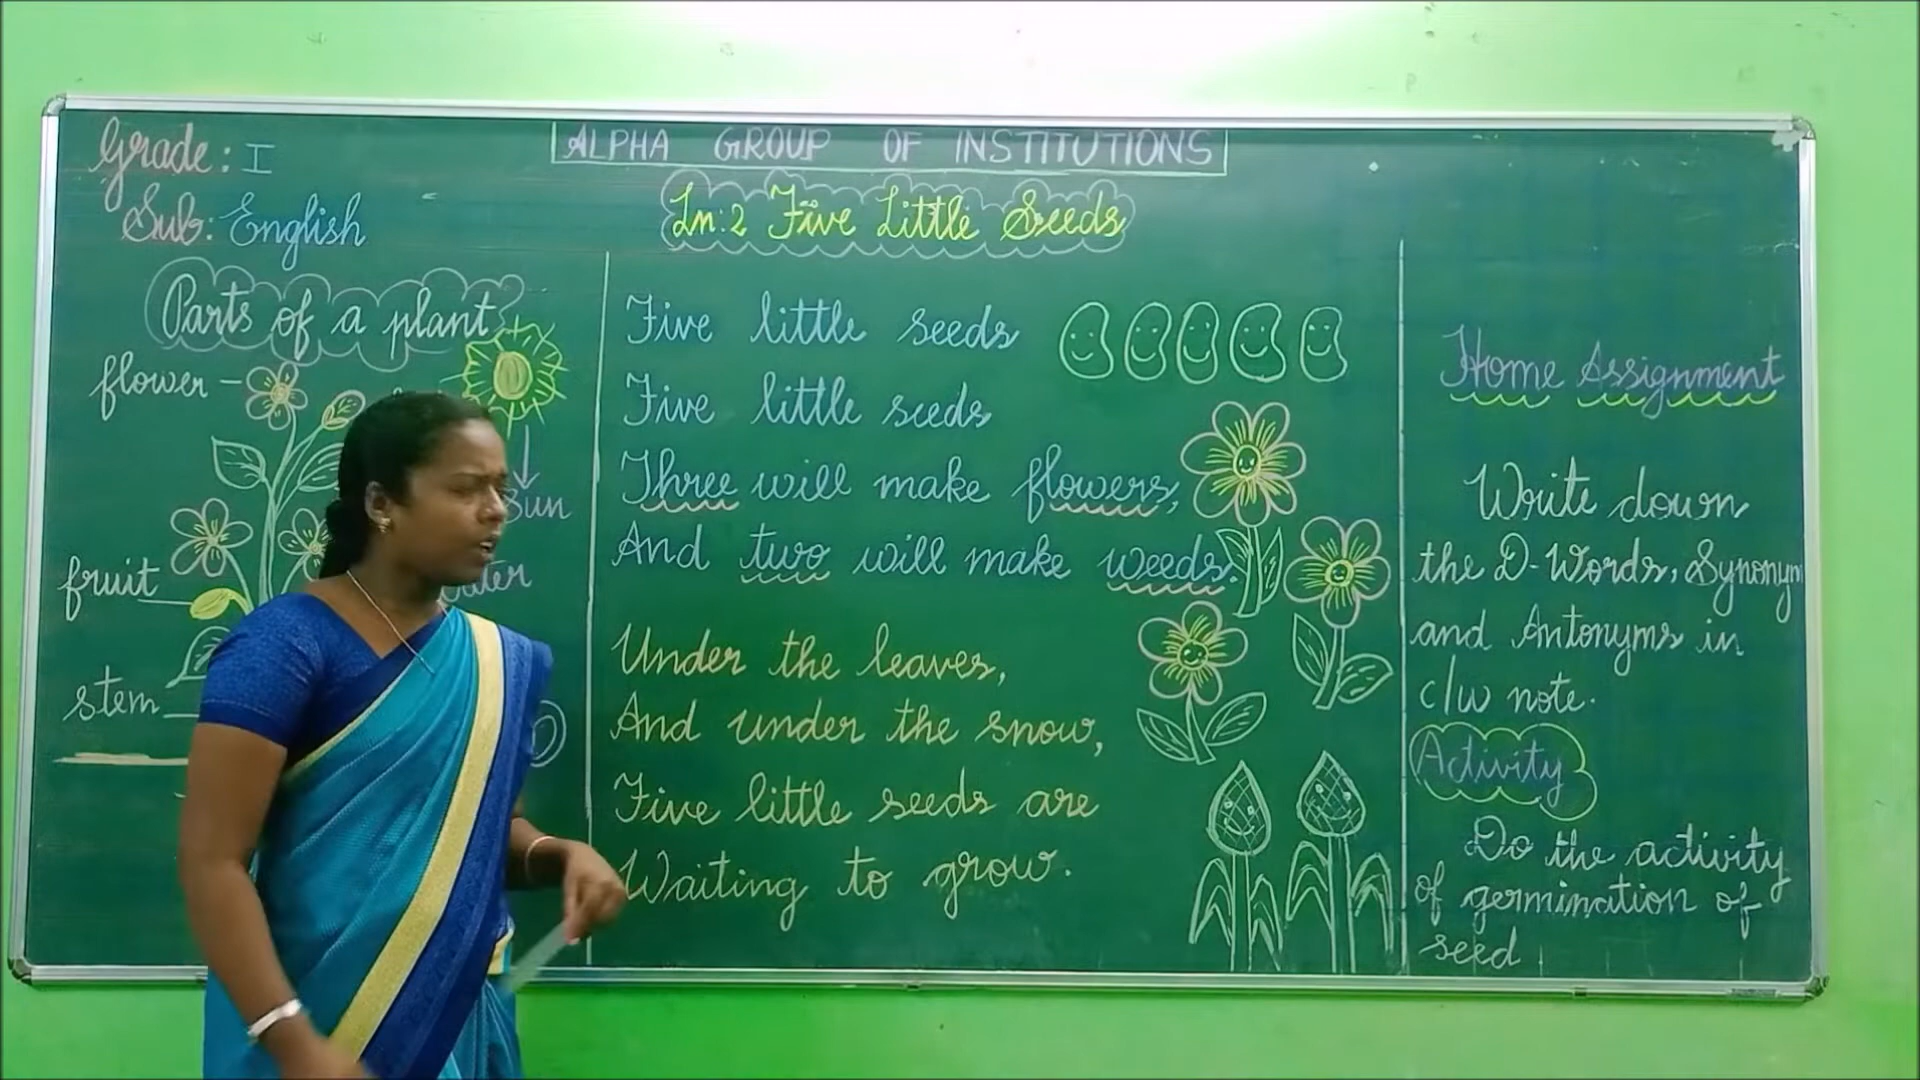 ALPHA GROUP OF INSTITUTIONS
Grade: I
Sub: English
Ln:2 Five Little Seeds
Parts of a plant
flower
Sun
fruit
stem
Five little seeds
Five little seeds
Three will make flowers,
And two will make weeds.
Under the leaves,
And under the snow,
Five little seeds are
Waiting to grow.
Home Assignment
Write down
the D-Words, Synonym
and Antonyms in
c/w note.
Activity
Do the activity
of germination of
seed